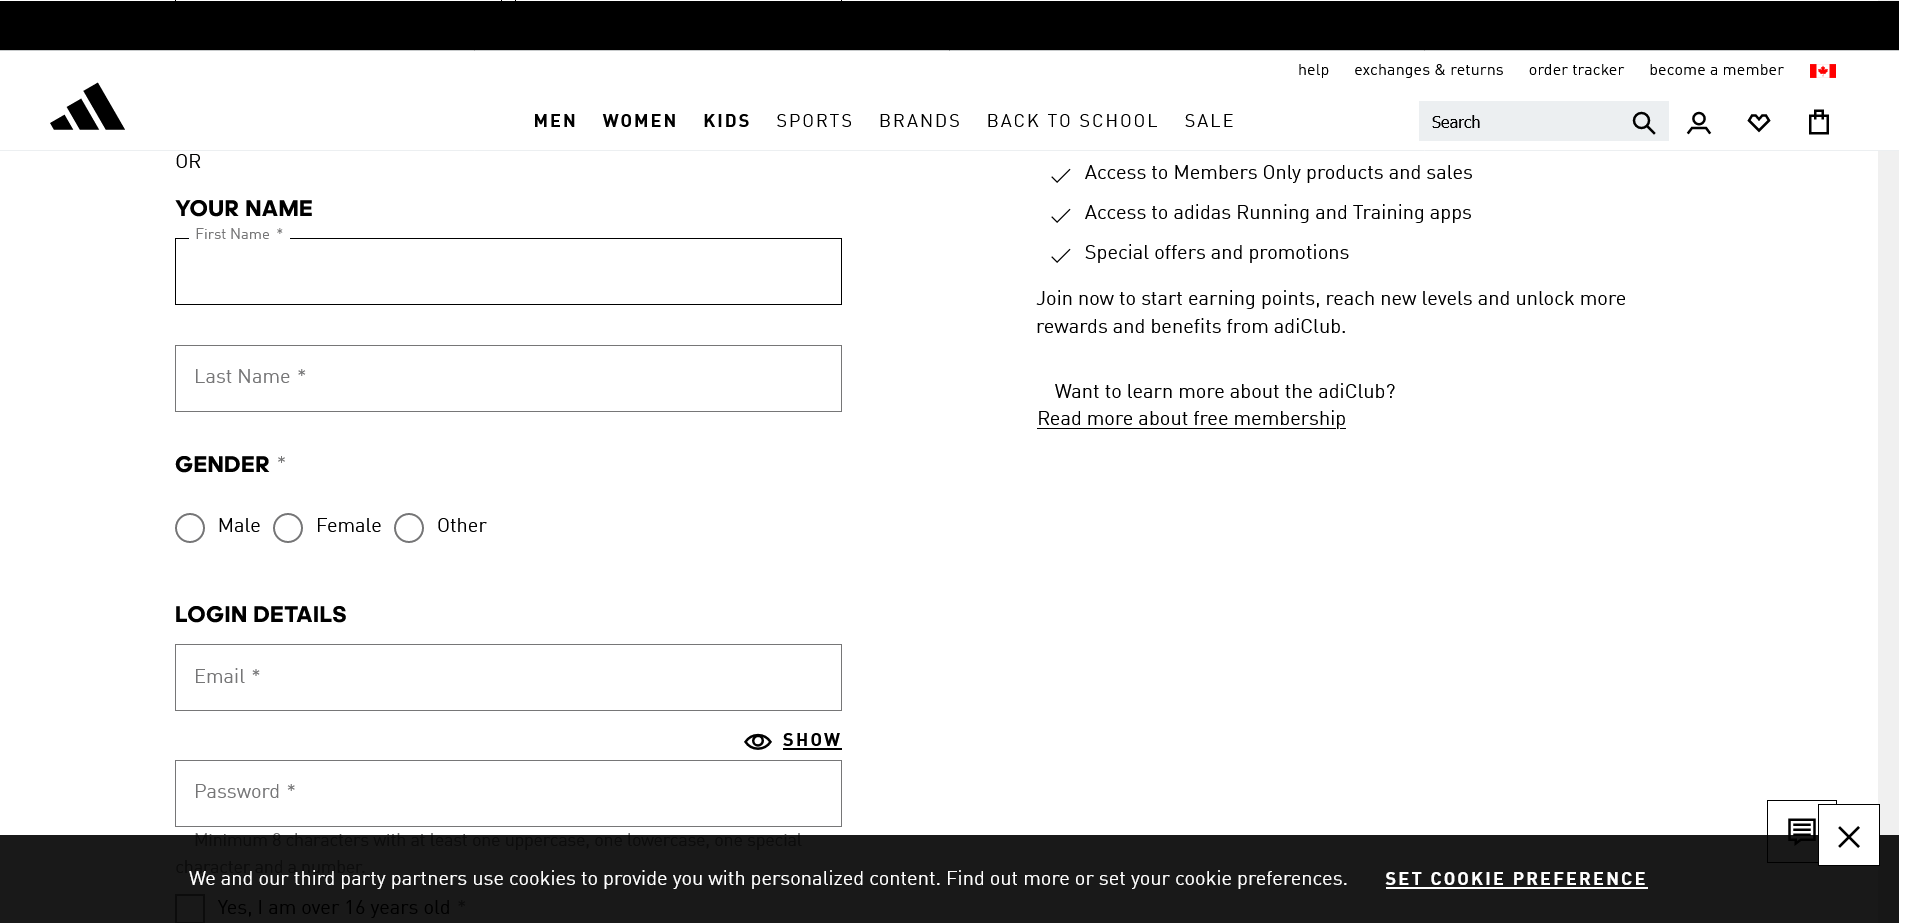 help exchanges & returns order tracker become a member
MEN WOMEN KIDS SPORTS BRANDS BACK TO SCHOOL SALE
Search
OR
YOUR NAME
First Name *
Last Name *
GENDER *
Male Female Other
LOGIN DETAILS
Email *
SHOW
Password *
Minimum 8 characters with at least one uppercase, one lowercase, one special
character and a number
Yes, I am over 16 years old *
Access to Members Only products and sales
Access to adidas Running and Training apps
Special offers and promotions
Join now to start earning points, reach new levels and unlock more
rewards and benefits from adiClub.
Want to learn more about the adiClub?
Read more about free membership
We and our third party partners use cookies to provide you with personalized content. Find out more or set your cookie preferences.
SET COOKIE PREFERENCE